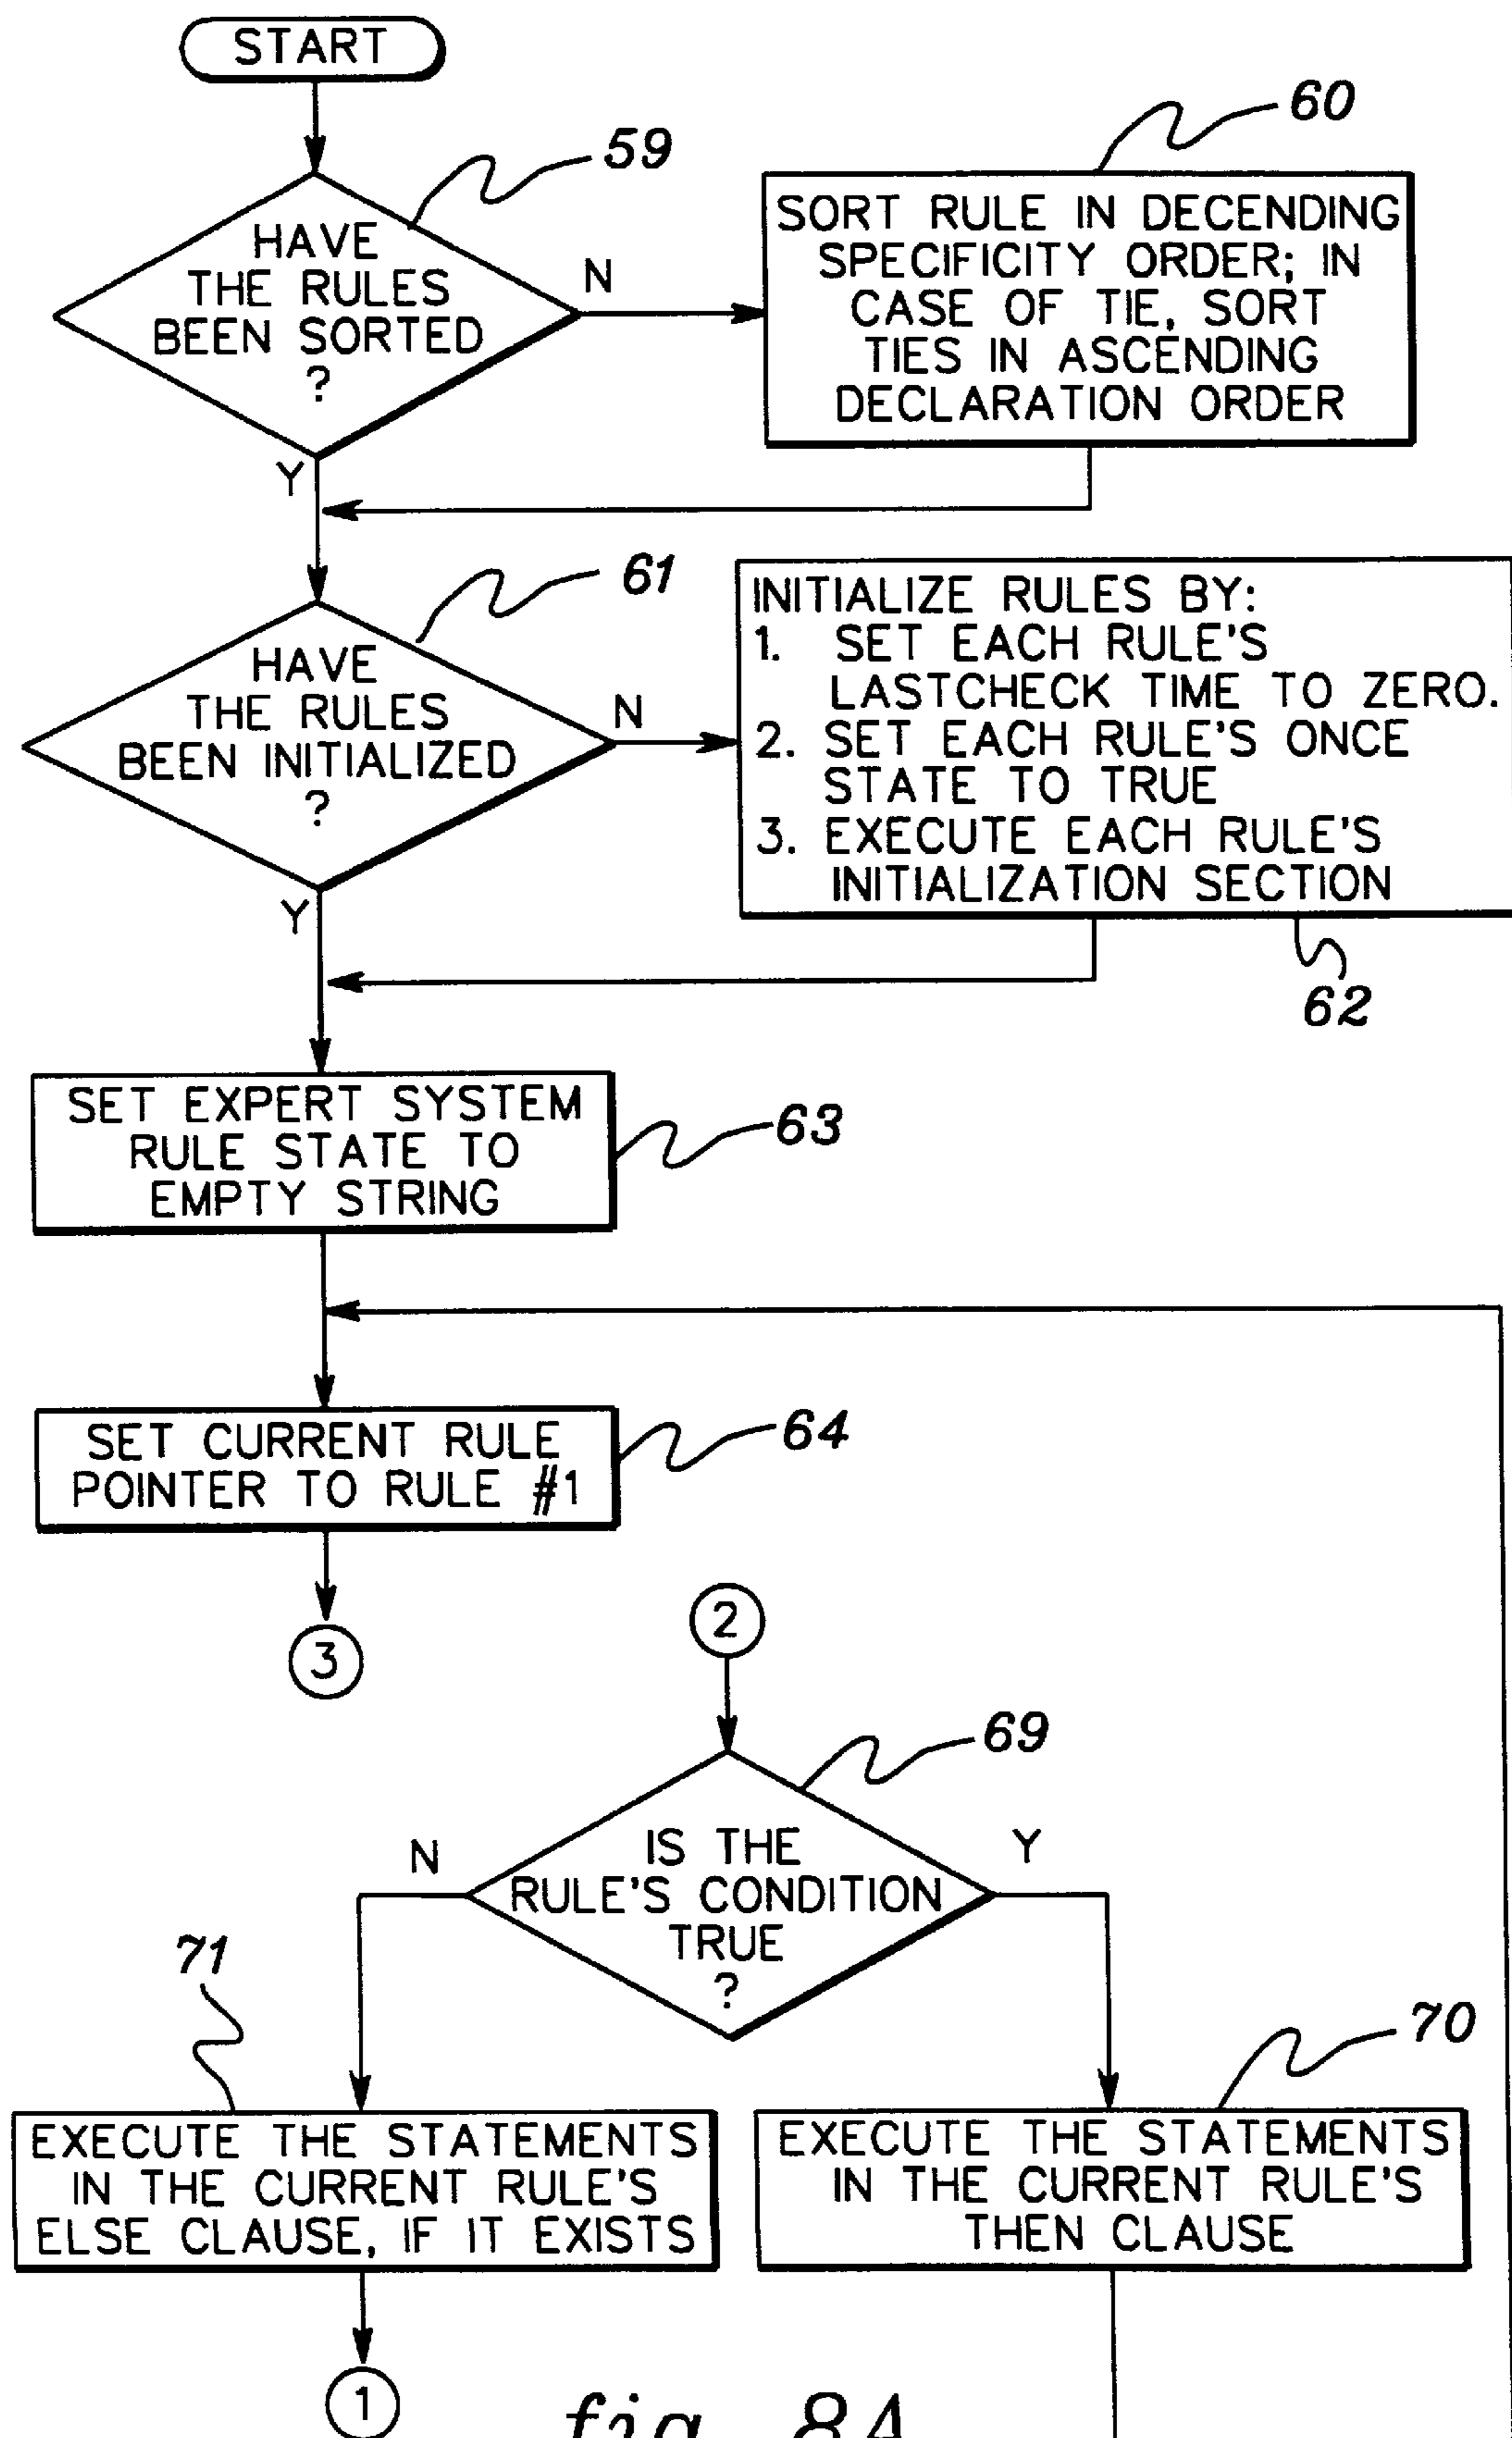 START
59
HAVE
THE RULES
BEEN SORTED
?
N
Y
60
SORT RULE IN DECENDING
SPECIFICITY ORDER; IN
CASE OF TIE, SORT
TIES IN ASCENDING
DECLARATION ORDER
61
HAVE
THE RULES
BEEN INITIALIZED
?
N
Y
INITIALIZE RULES BY:
1. SET EACH RULE'S
LASTCHECK TIME TO ZERO.
2. SET EACH RULE'S ONCE
STATE TO TRUE
3. EXECUTE EACH RULE'S
INITIALIZATION SECTION
62
SET EXPERT SYSTEM
RULE STATE TO
EMPTY STRING
63
SET CURRENT RULE
POINTER TO RULE #1
64
3
2
69
IS THE
RULE'S CONDITION
TRUE
?
N
Y
71
EXECUTE THE STATEMENTS
IN THE CURRENT RULE'S
ELSE CLAUSE, IF IT EXISTS
70
EXECUTE THE STATEMENTS
IN THE CURRENT RULE'S
THEN CLAUSE
1
fig. 8A